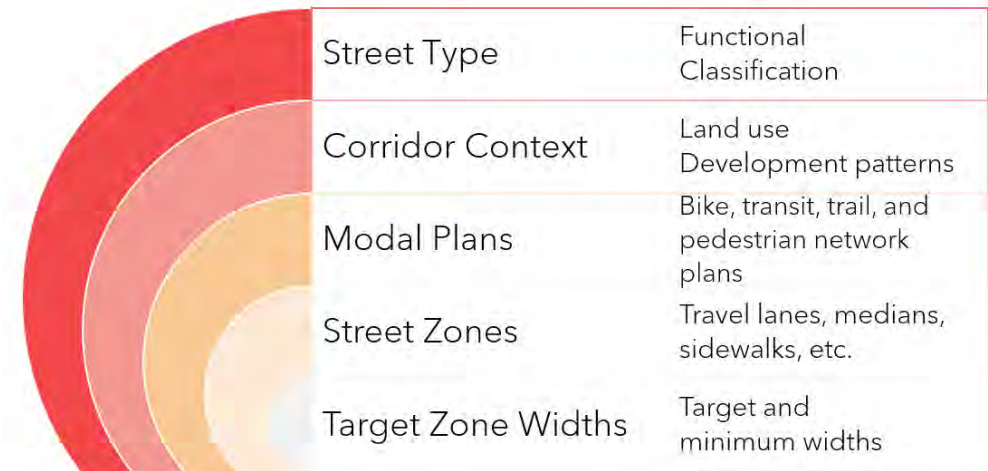 Street Type
Functional
Classification
Corridor Context
Land use
Development patterns
Modal Plans
Bike, transit, trail, and
pedestrian network
plans
Street Zones
Travel lanes, medians,
sidewalks, etc.
Target Zone Widths
Target and
minimum widths